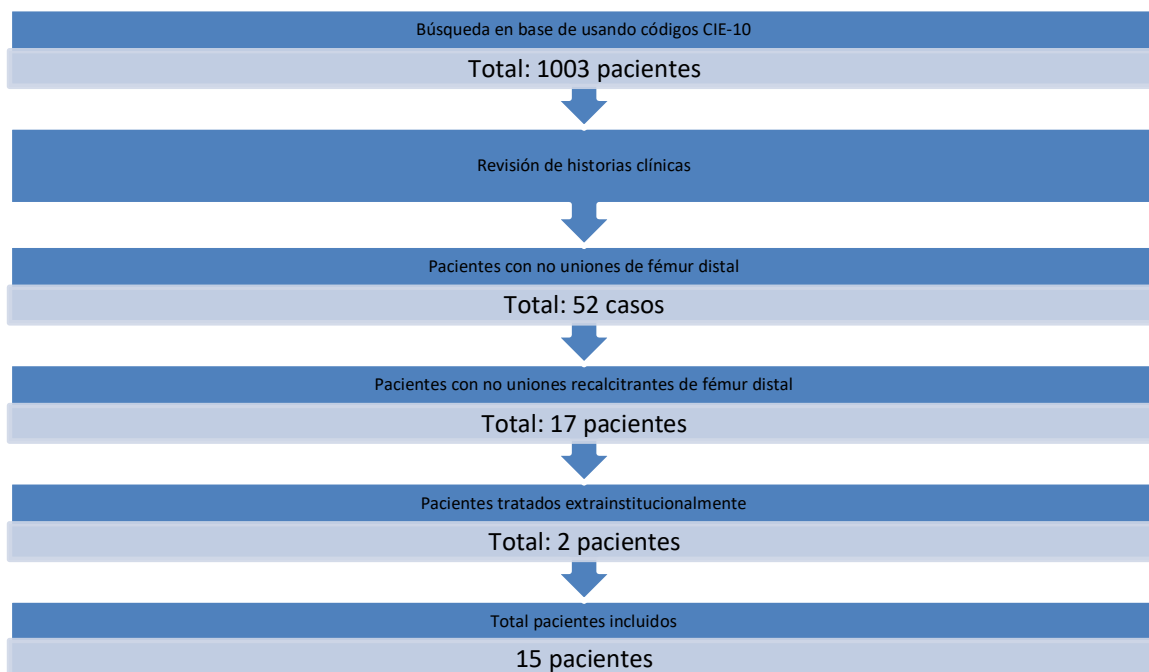 Búsqueda en base de usando códigos CIE-10
Total: 1003 pacientes
Revisión de historias clínicas
Pacientes con no uniones de fémur distal
Total: 52 casos
Pacientes con no uniones recalcitrantes de fémur distal
Total: 17 pacientes
Pacientes tratados extrainstitucionalmente
Total: 2 pacientes
Total pacientes incluidos
15 pacientes